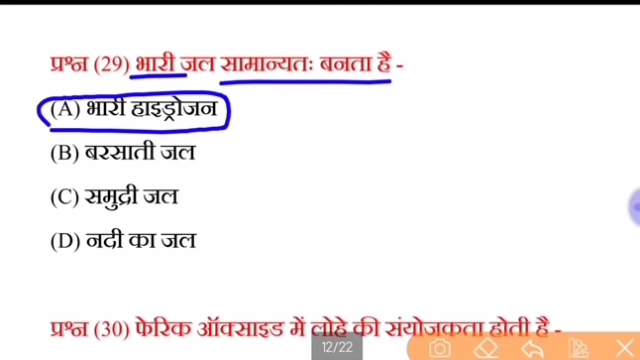 प्रश्न (29) भारी जल सामान्यतः बनता है -
(A) भारी हाइड्रोजन
(B) बरसाती जल
(C) समुद्री जल
(D) नदी का जल
प्रश्न (30) फेरिक ऑक्साइड में लोहे की संयोजकता होती है -
12/22